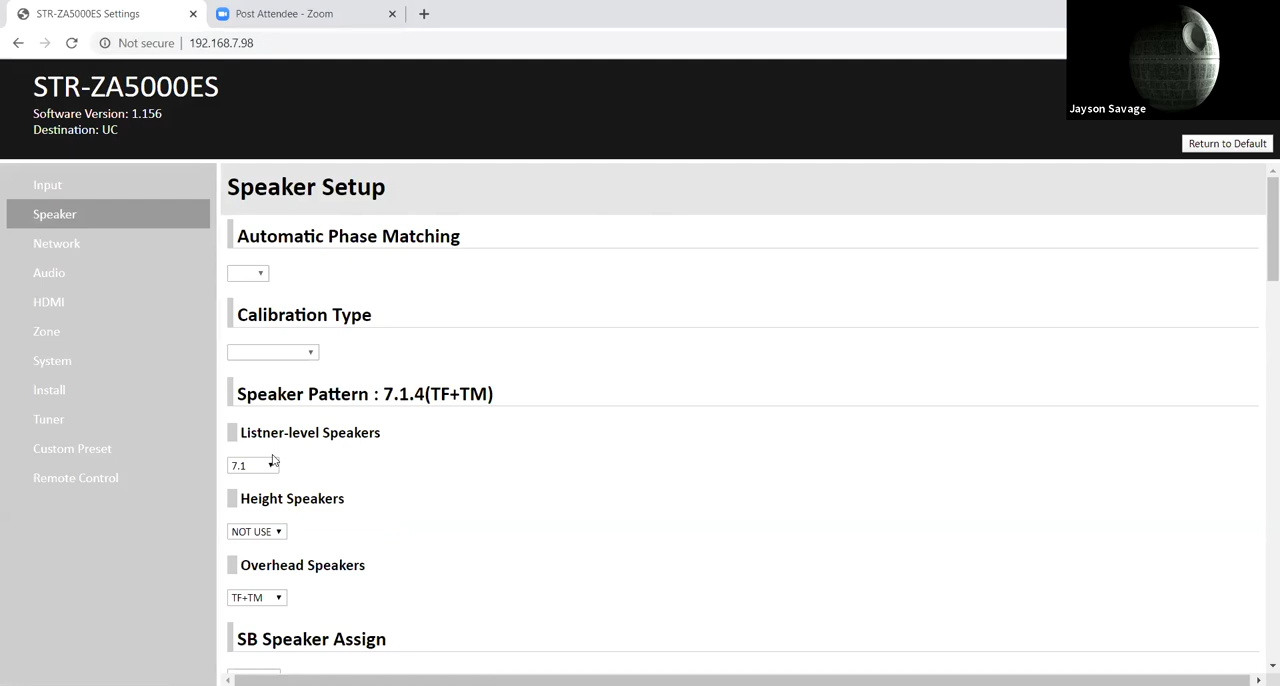 STR-ZA5000ES Settings
Post Attendee - Zoom
Not secure | 192.168.7.98
Jayson Savage
STR-ZA5000ES
Software Version: 1.156
Destination: UC
Return to Default
Input
Speaker
Network
Audio
HDMI
Zone
System
Install
Tuner
Custom Preset
Remote Control
Speaker Setup
Automatic Phase Matching
Calibration Type
Speaker Pattern : 7.1.4(TF+TM)
Listner-level Speakers
7.1
Height Speakers
NOT USE
Overhead Speakers
TF+TM
SB Speaker Assign